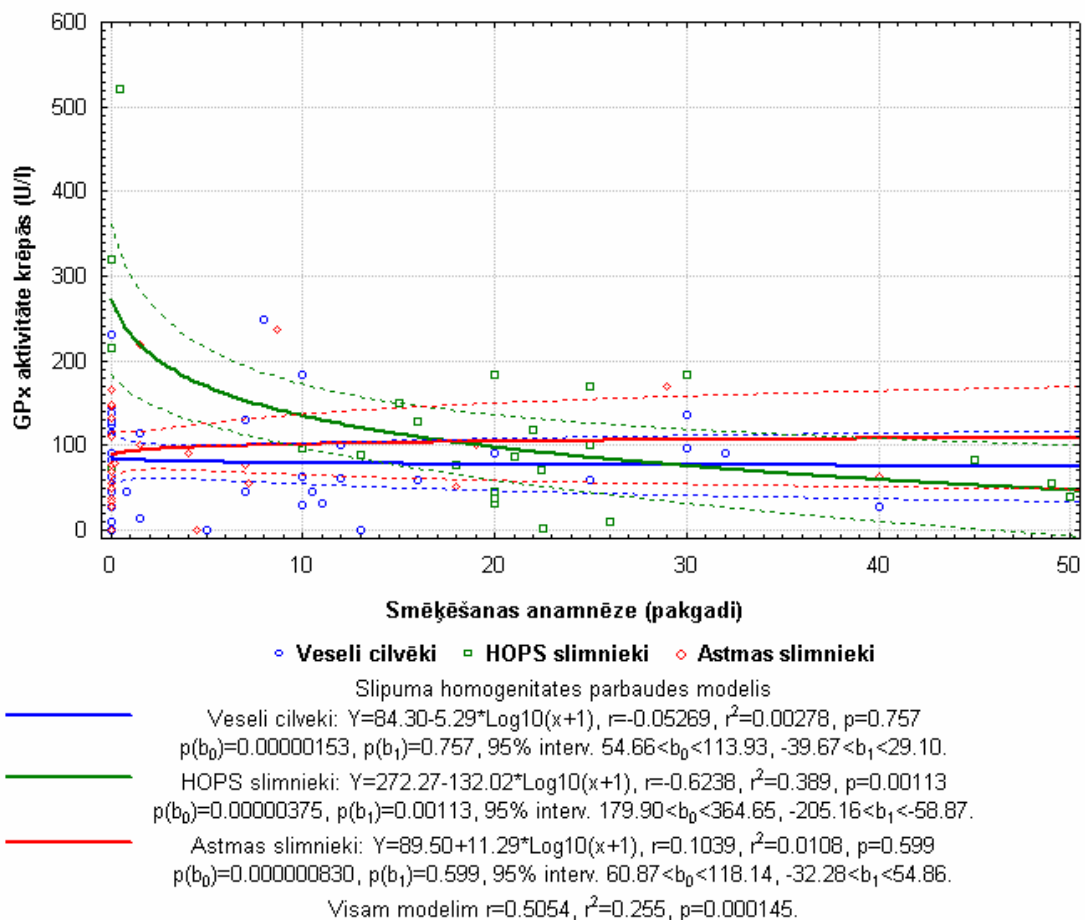 600
500
400
300
200
100
0
GPx aktivitāte krēpās (U/l)
0 10 20 30 40 50
Smēķēšanas anamnēze (pakgadi)
Veseli cilvēki HOPS slimnieki Astmas slimnieki
Slipuma homogenitates parbaudes modelis
Veseli cilveki: Y=84.30-5.29*Log10(x+1), r=-0.05269, r²=0.00278, p=0.757
p(b₀)=0.00000153, p(b₁)=0.757, 95% interv. 54.66<b₀<113.93, -39.67<b₁<29.10.
HOPS slimnieki: Y=272.27-132.02*Log10(x+1), r=-0.6238, r²=0.389, p=0.00113
p(b₀)=0.00000375, p(b₁)=0.00113, 95% interv. 179.90<b₀<364.65, -205.16<b₁<-58.87.
Astmas slimnieki: Y=89.50+11.29*Log10(x+1), r=0.1039, r²=0.0108, p=0.599
p(b₀)=0.000000830, p(b₁)=0.599, 95% interv. 60.87<b₀<118.14, -32.28<b₁<54.86.
Visam modelim r=0.5054, r²=0.255, p=0.000145.